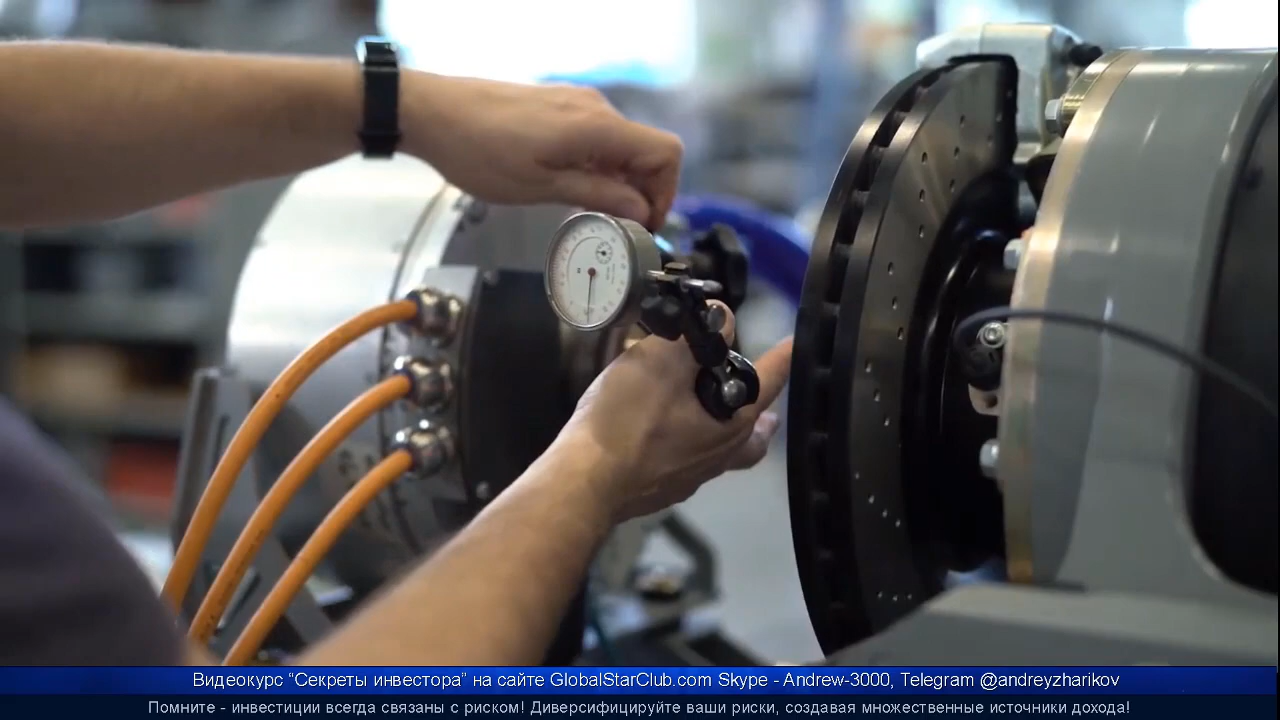 Видеокурс “Секреты инвестора” на сайте GlobalStarClub.com Skype - Andrew-3000, Telegram @andreyzharikov
Помните - инвестиции всегда связаны с риском! Диверсифицируйте ваши риски, создавая множественные источники дохода!